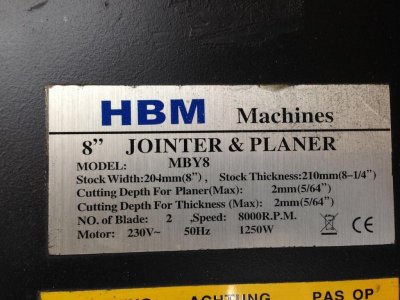 HBM Machines
8” JOINTER & PLANER
MODEL: MBY8
Stock Width:204mm(8”), Stock Thickness:210mm(8-1/4”)
Cutting Depth For Planer(Max): 2mm(5/64”)
Cutting Depth For Thickness (Max): 2mm(5/64”)
NO. of Blade: 2 ,Speed: 8000R.P.M.
Motor: 230V~ 50Hz 1250W
CE
ACHTUNG PAS OP